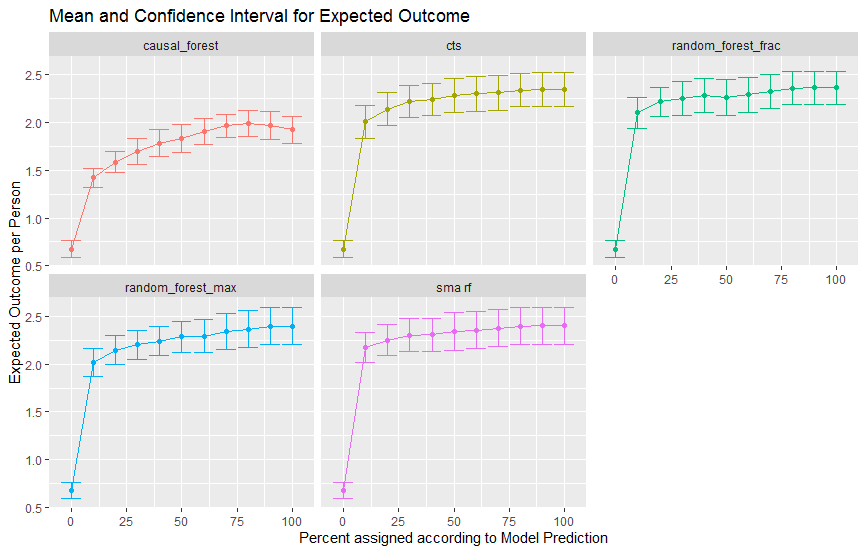 Mean and Confidence Interval for Expected Outcome
causal_forest
cts
random_forest_frac
2.5
2.0
1.5
1.0
0.5
0 25 50 75 100
random_forest_max
sma rf
2.5
2.0
1.5
1.0
0.5
0 25 50 75 100
0 25 50 75 100
Expected Outcome per Person
Percent assigned according to Model Prediction